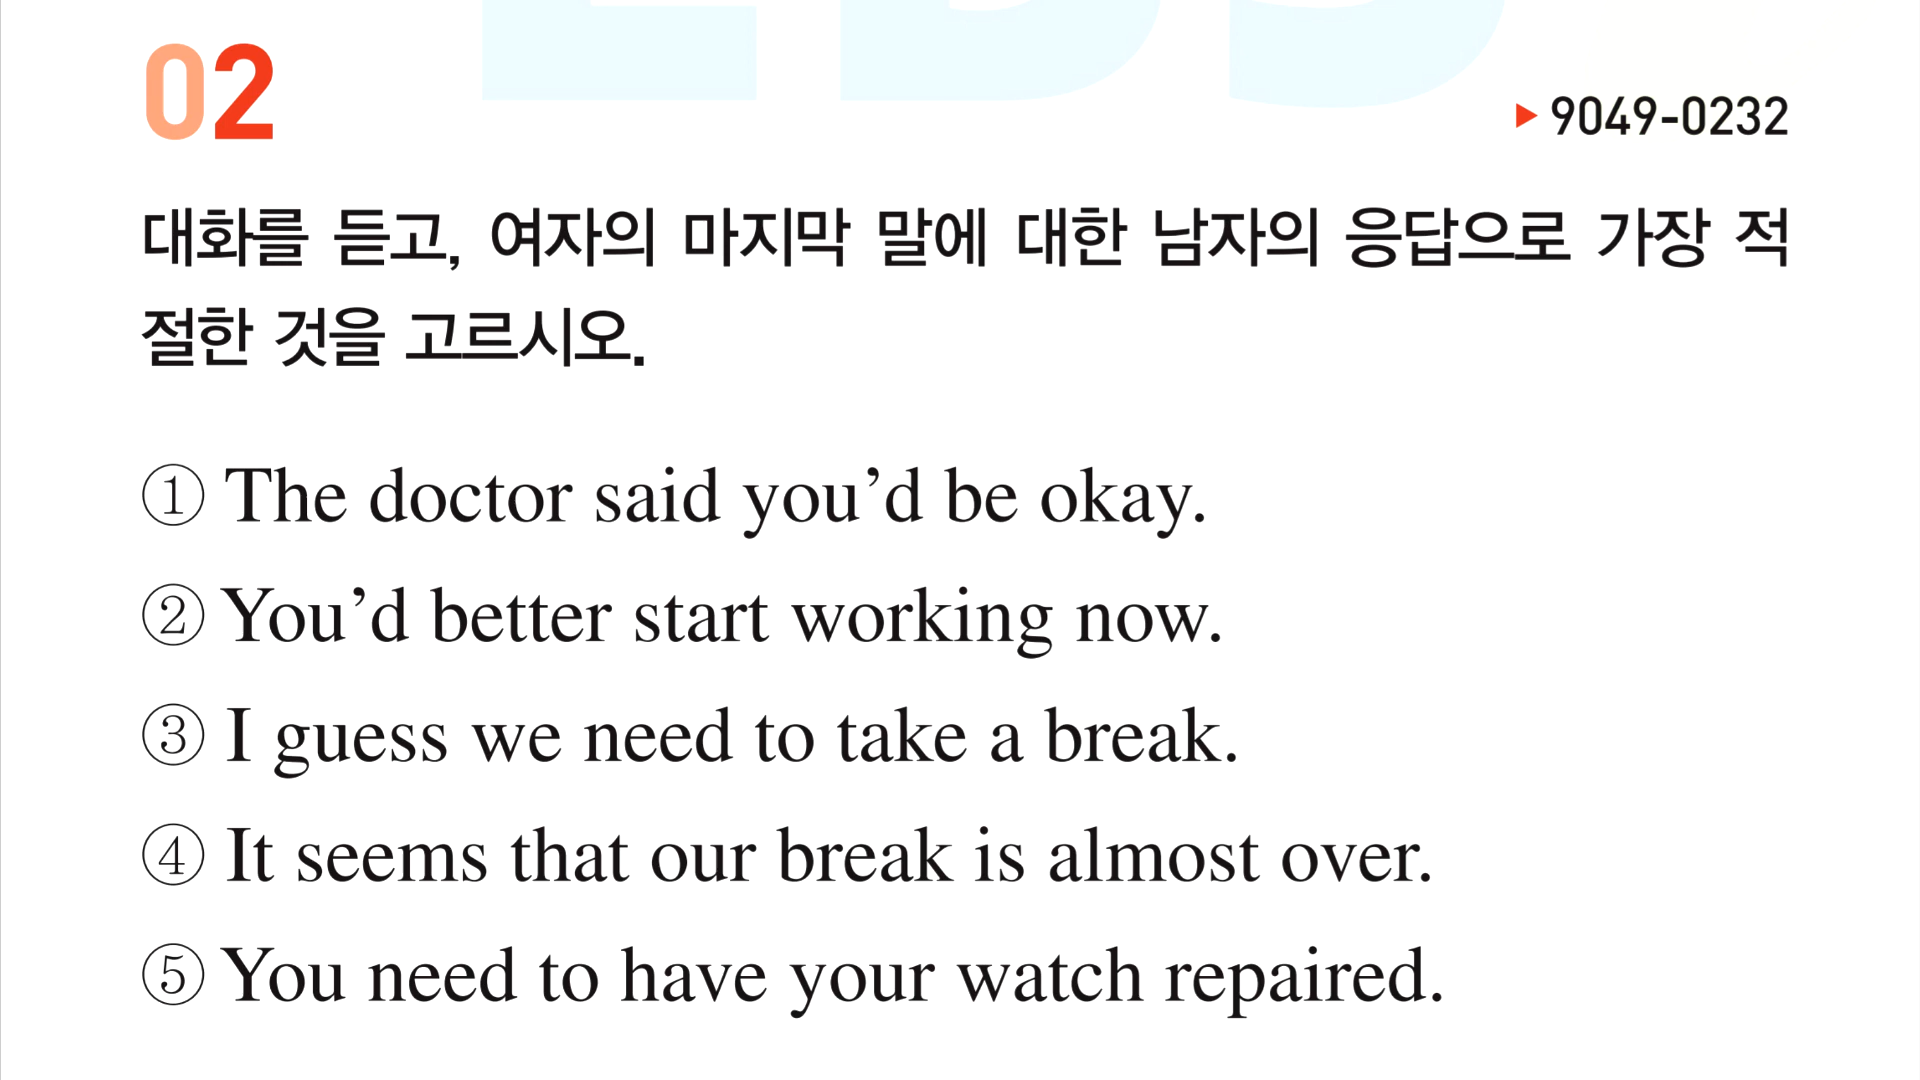 02
▶ 9049-0232
대화를 듣고, 여자의 마지막 말에 대한 남자의 응답으로 가장 적
절한 것을 고르시오.
① The doctor said you’d be okay.
② You’d better start working now.
③ I guess we need to take a break.
④ It seems that our break is almost over.
⑤ You need to have your watch repaired.